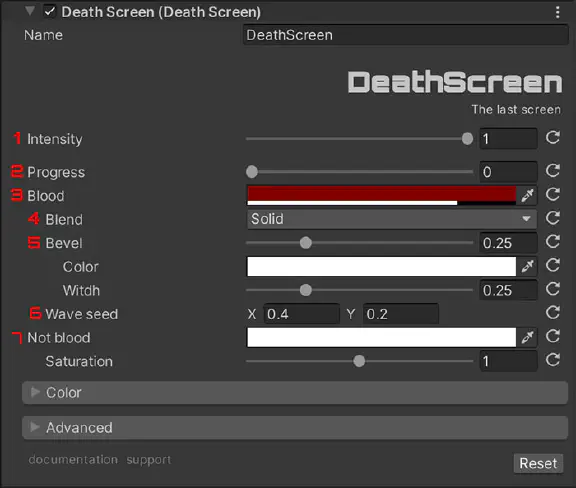 Death Screen (Death Screen)
Name DeathScreen
DeathScreen
The last screen
1 Intensity 1
2 Progress 0
3 Blood
4 Blend Solid
5 Bevel 0.25
Color
Witdh 0.25
6 Wave seed X 0.4 Y 0.2
7 Not blood
Saturation 1
Color
Advanced
documentation support Reset